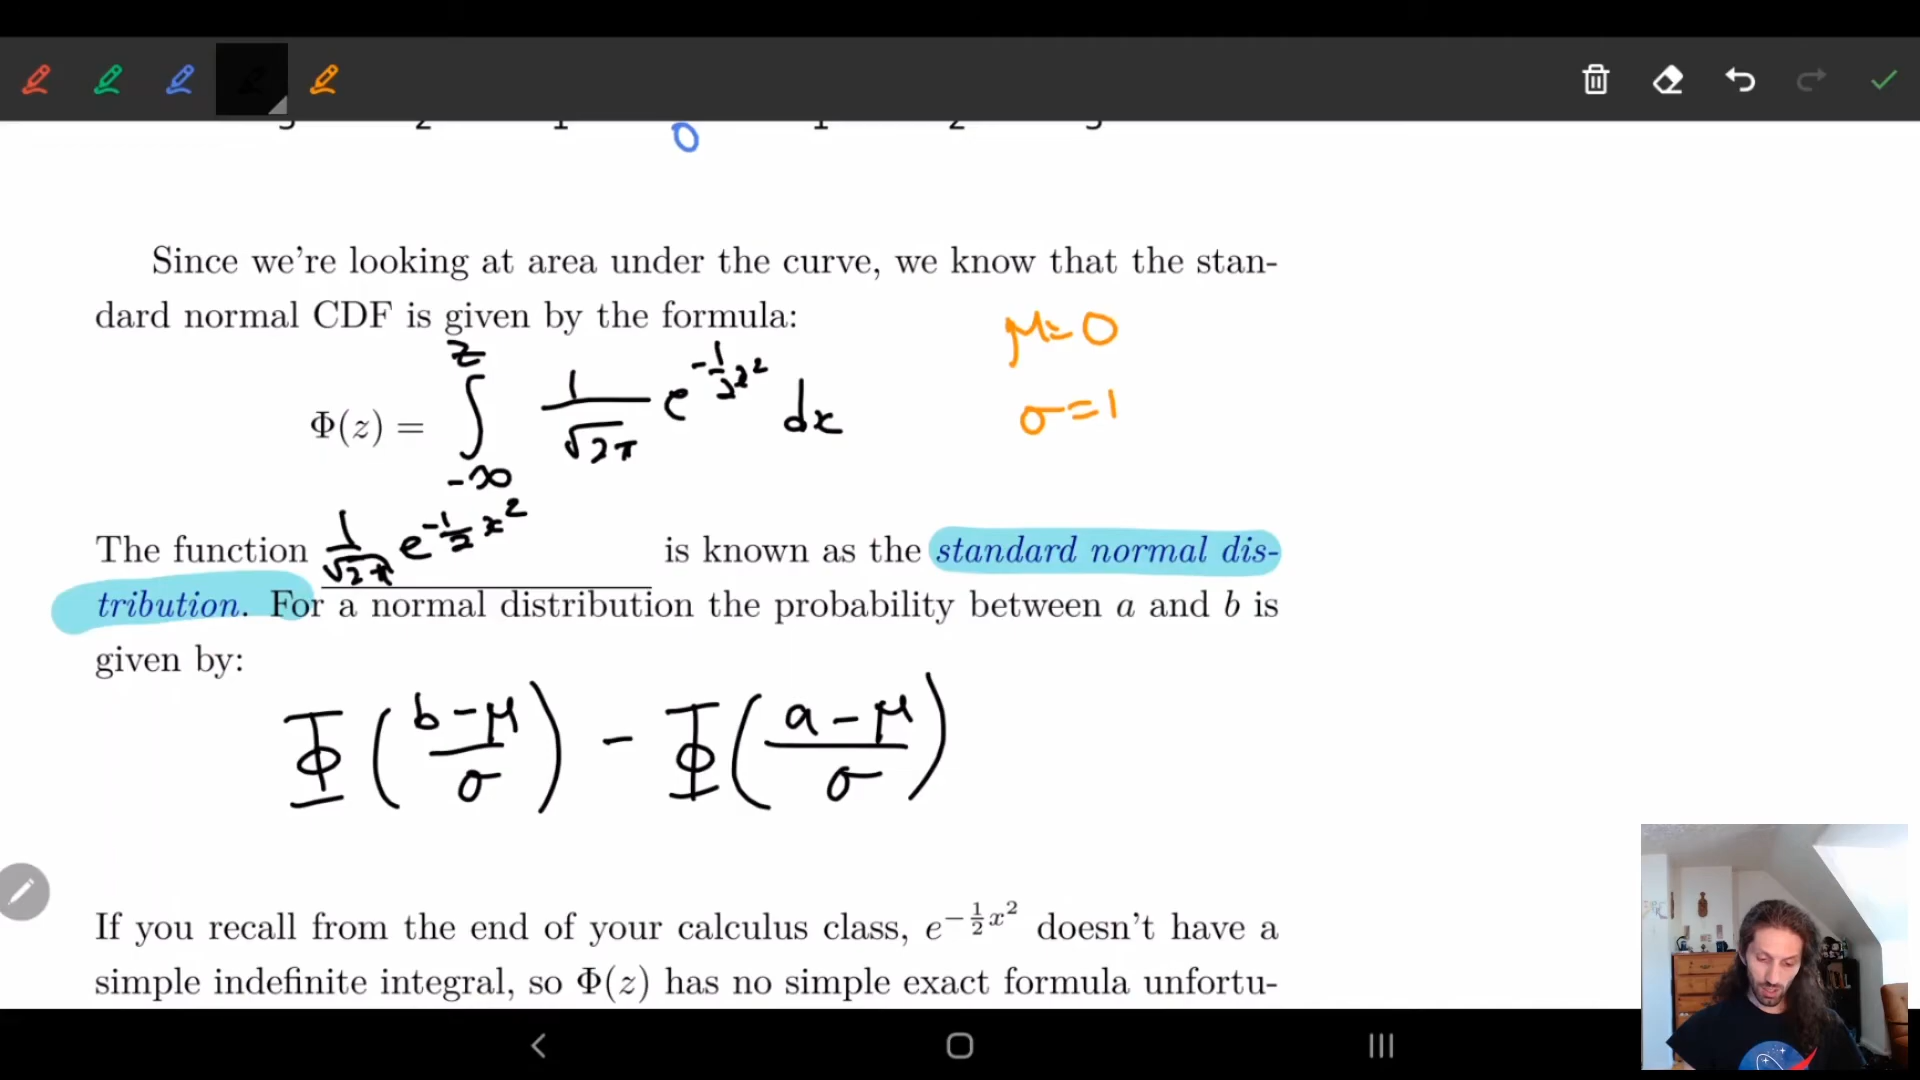 0
Since we're looking at area under the curve, we know that the stan-
dard normal CDF is given by the formula:
μ = 0
σ = 1
Φ(z) = ∫_{-∞}^{z} 1/√2π e^{-1/2 x²} dx
The function 1/√2π e^{-1/2 x²} is known as the standard normal dis-
tribution. For a normal distribution the probability between a and b is
given by:
Φ((b-μ)/σ) - Φ((a-μ)/σ)
If you recall from the end of your calculus class, e^{-1/2 x²} doesn't have a
simple indefinite integral, so Φ(z) has no simple exact formula unfortu-